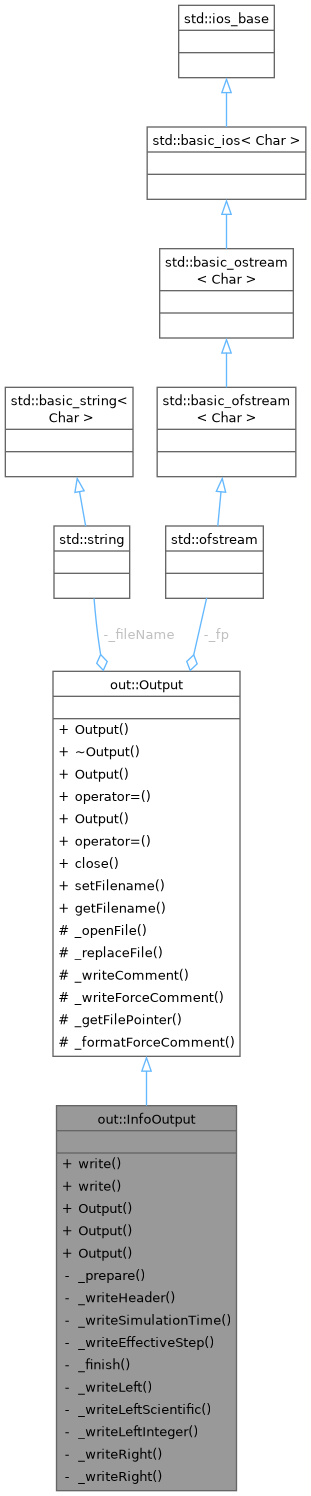 std::ios_base
std::basic_ios< Char >
std::basic_ostream
< Char >
std::basic_string<
Char >
std::basic_ofstream
< Char >
std::string
std::ofstream
-_fileName
-_fp
out::Output
+ Output()
+ ~Output()
+ Output()
+ operator=()
+ Output()
+ operator=()
+ close()
+ setFilename()
+ getFilename()
# _openFile()
# _replaceFile()
# _writeComment()
# _writeForceComment()
# _getFilePointer()
# _formatForceComment()
out::InfoOutput
+ write()
+ write()
+ Output()
+ Output()
+ Output()
- _prepare()
- _writeHeader()
- _writeSimulationTime()
- _writeEffectiveStep()
- _finish()
- _writeLeft()
- _writeLeftScientific()
- _writeLeftInteger()
- _writeRight()
- _writeRight()